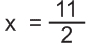 x = 11/2